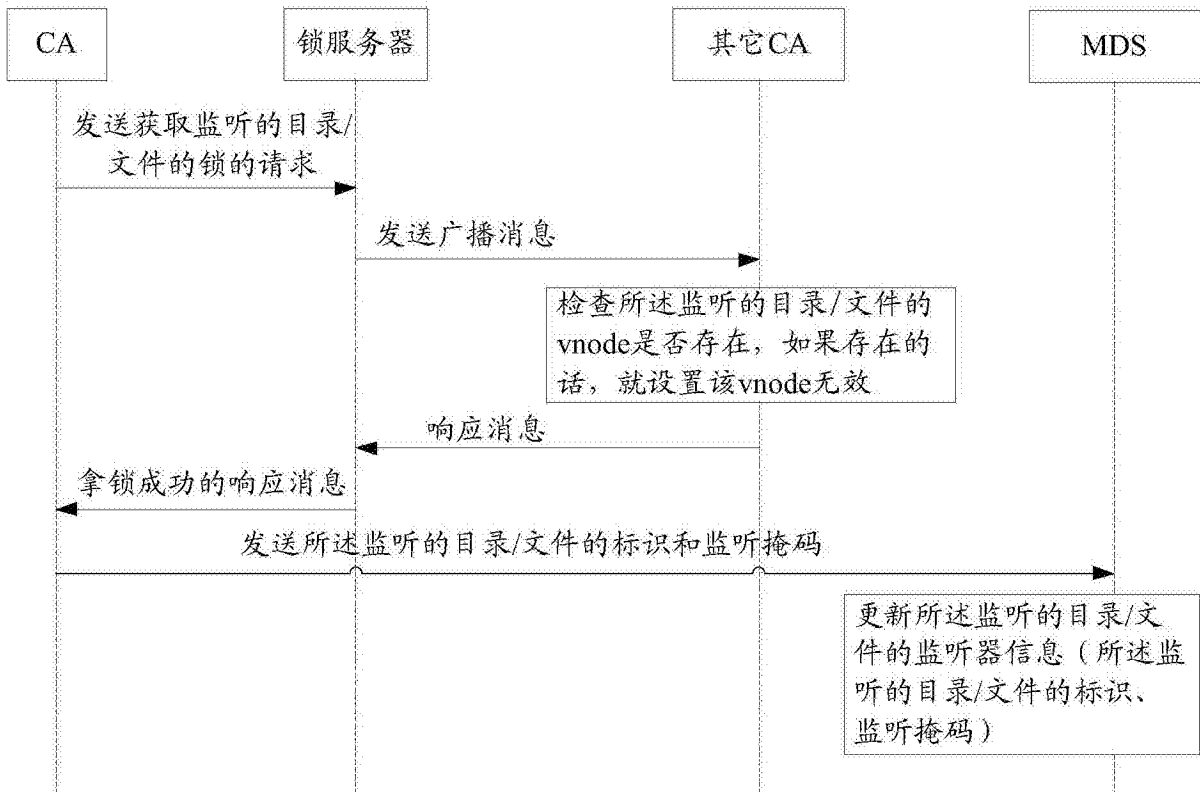 CA
锁服务器
其它CA
MDS
发送获取监听的目录/
文件的锁的请求
发送广播消息
检查所述监听的目录/文件的
vnode是否存在，如果存在的
话，就设置该vnode无效
响应消息
拿锁成功的响应消息
发送所述监听的目录/文件的标识和监听掩码
更新所述监听的目录/文
件的监听器信息（所述监
听的目录/文件的标识、
监听掩码）